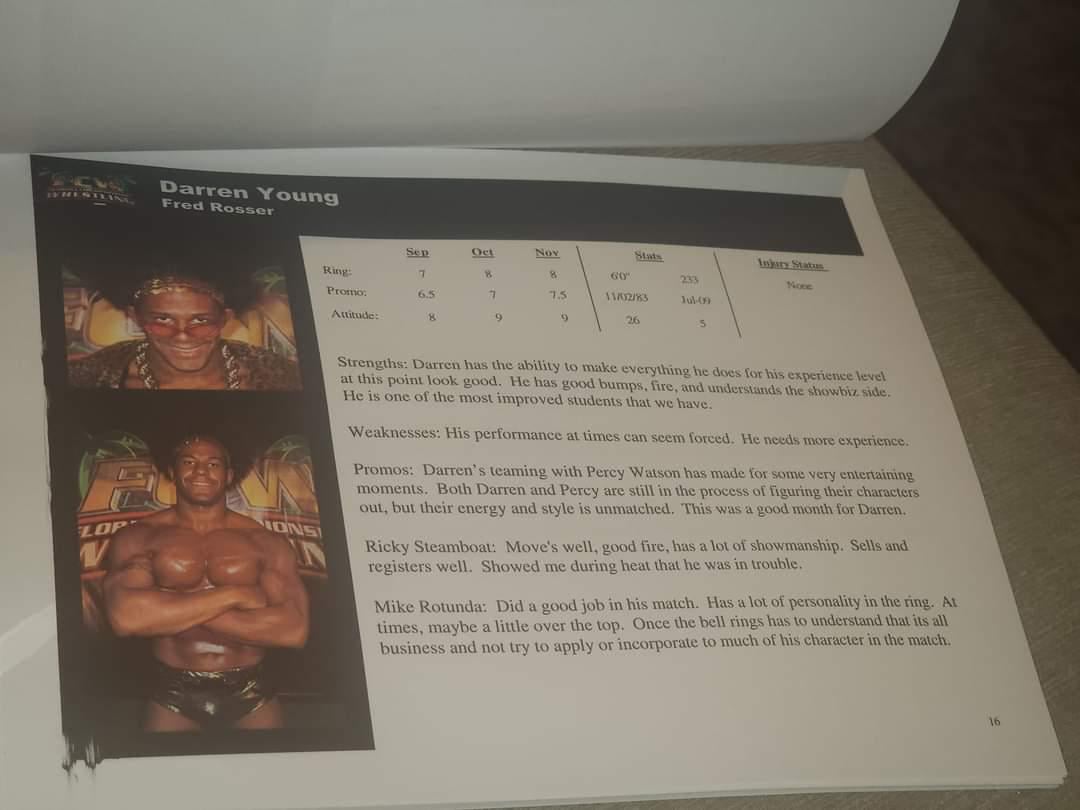 FCW
WRESTLING
Darren Young
Fred Rosser
Sep Oct Nov Stats Injury Status
Ring: 7 8 8 6'0" 233 None
Promo: 6.5 7 7.5 11/02/83 Jul-09
Attitude: 8 9 9 26 5
Strengths: Darren has the ability to make everything he does for his experience level
at this point look good. He has good bumps, fire, and understands the showbiz side.
He is one of the most improved students that we have.
Weaknesses: His performance at times can seem forced. He needs more experience.
Promos: Darren's teaming with Percy Watson has made for some very entertaining
moments. Both Darren and Percy are still in the process of figuring their characters
out, but their energy and style is unmatched. This was a good month for Darren.
Ricky Steamboat: Move's well, good fire, has a lot of showmanship. Sells and
registers well. Showed me during heat that he was in trouble.
Mike Rotunda: Did a good job in his match. Has a lot of personality in the ring. At
times, maybe a little over the top. Once the bell rings has to understand that its all
business and not try to apply or incorporate to much of his character in the match.
16